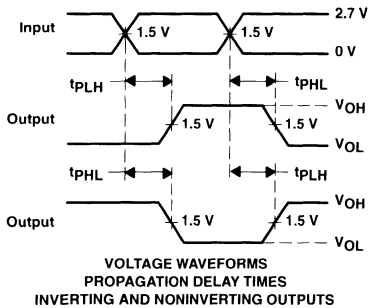 2.7 V
Input 1.5 V 1.5 V
0 V
tPLH tPHL
VOH
Output 1.5 V 1.5 V
VOL
tPHL tPLH
VOH
Output 1.5 V 1.5 V
VOL
VOLTAGE WAVEFORMS
PROPAGATION DELAY TIMES
INVERTING AND NONINVERTING OUTPUTS